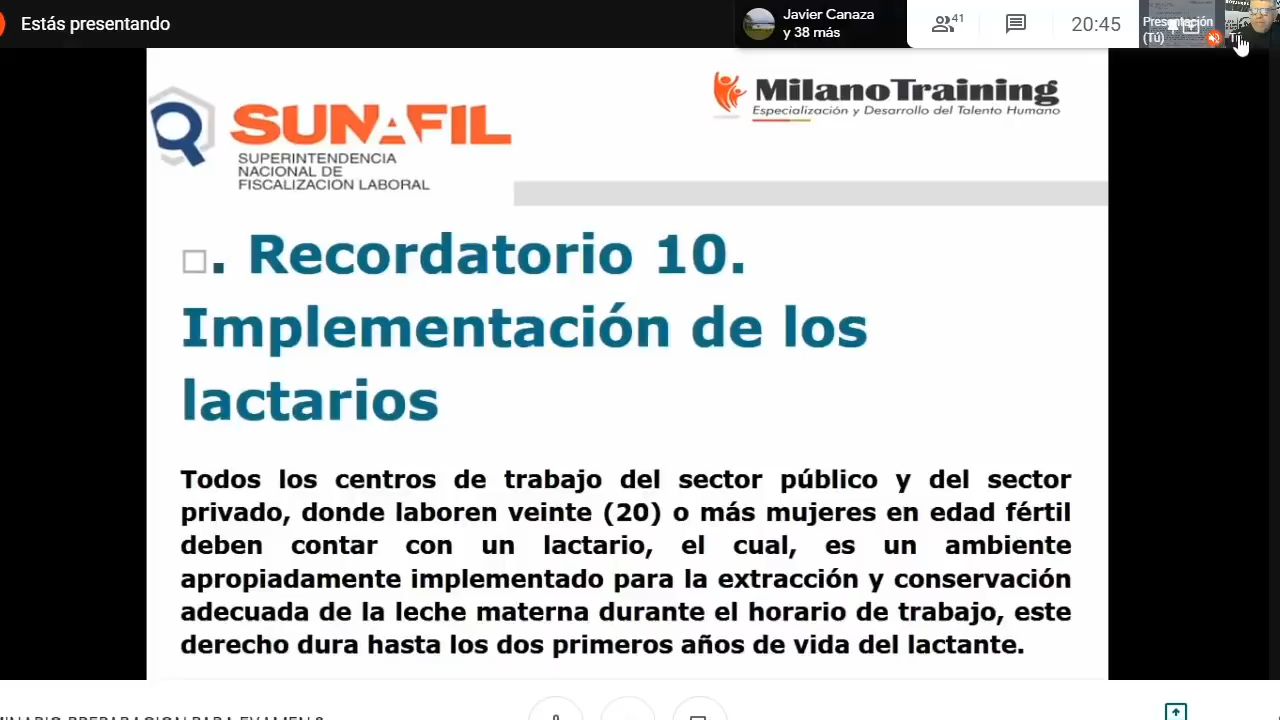 Estás presentando
Javier Canaza
y 38 más
41
20:45
Presentación
(Tú)
Tú
SUNAFIL
SUPERINTENDENCIA
NACIONAL DE
FISCALIZACIÓN LABORAL
MilanoTraining
Especialización y Desarrollo del Talento Humano
. Recordatorio 10.
Implementación de los
lactarios
Todos los centros de trabajo del sector público y del sector
privado, donde laboren veinte (20) o más mujeres en edad fértil
deben contar con un lactario, el cual, es un ambiente
apropiadamente implementado para la extracción y conservación
adecuada de la leche materna durante el horario de trabajo, este
derecho dura hasta los dos primeros años de vida del lactante.